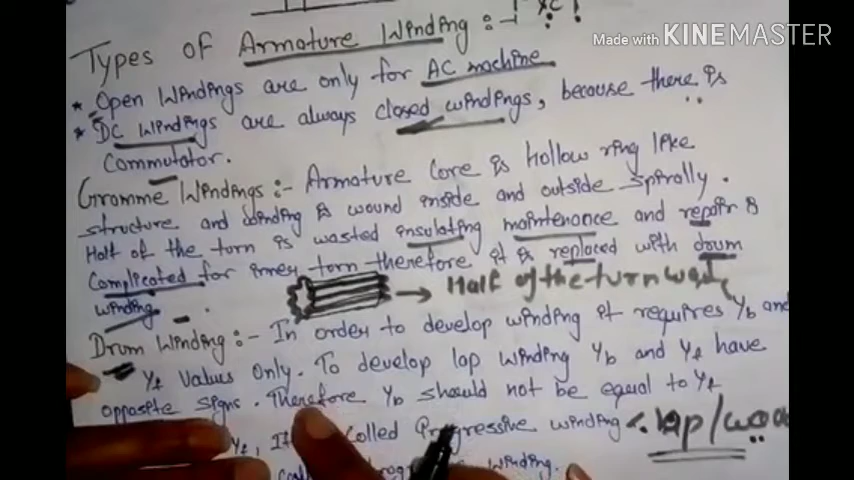 Types of Armature Winding :-
Made with KINEMASTER
* Open Windings are only for AC machine
* DC Windings are always closed windings, because there is
Commutator.
Gramme Windings :- Armature Core is hollow ring like
structure and winding is wound inside and outside spirally.
Half of the turn is wasted insulating maintenance and repair is
Complicated for inner turn therefore it is replaced with drum
winding.
Half of the turn
Drum Winding :- In order to develop winding it requires Yb and
Yf Values Only. To develop lap winding Yb and Yf have
opposite signs. Therefore Yb should not be equal to Yf
Yf, It called Progressive winding lap/
winding.